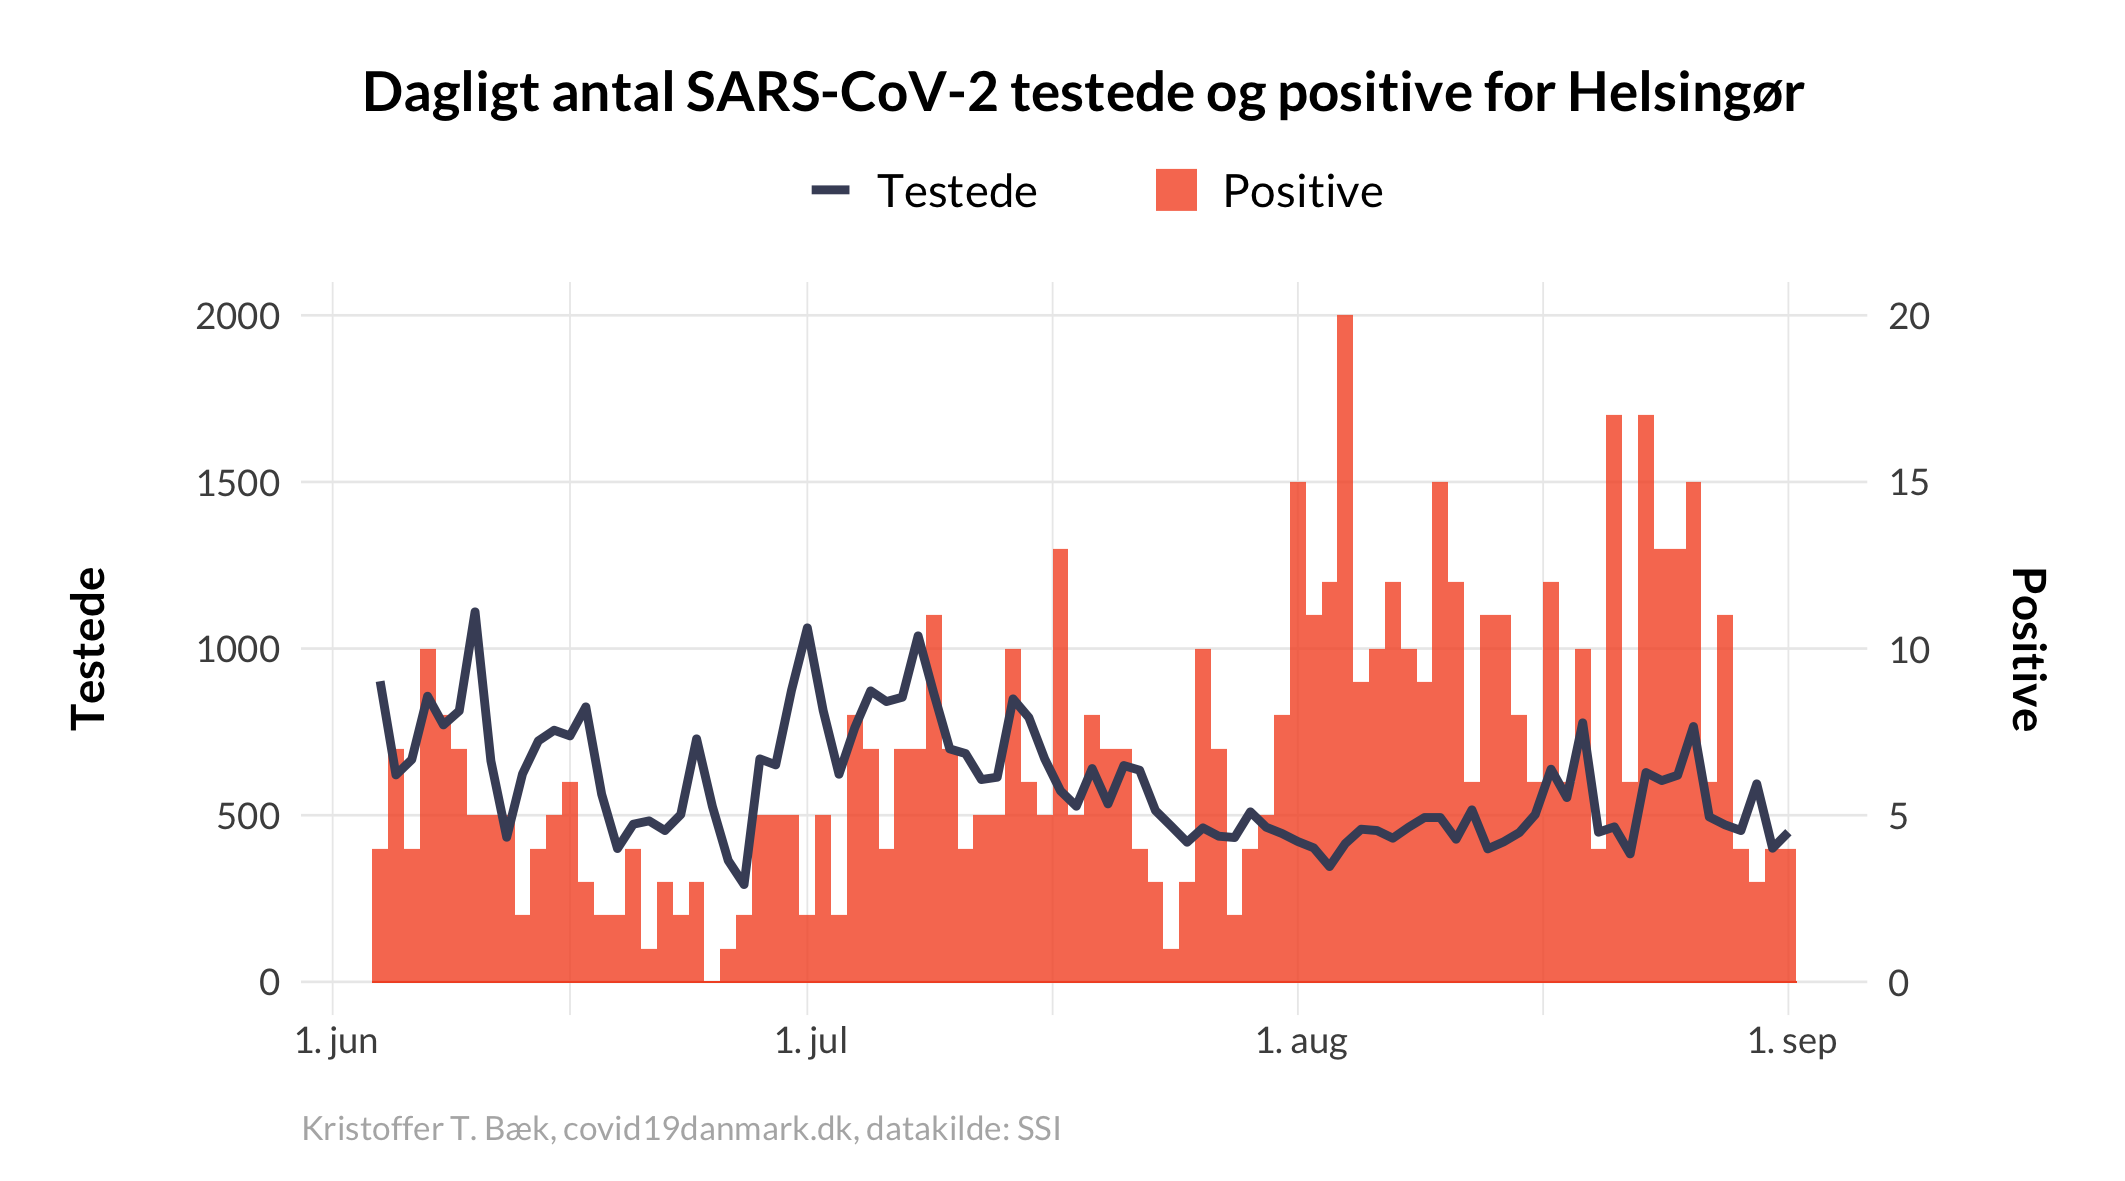 Dagligt antal SARS-CoV-2 testede og positive for Helsingør
Testede Positive
2000 20
1500 15
1000 10
500 5
0 0
Testede
Positive
1. jun 1. jul 1. aug 1. sep
Kristoffer T. Bæk, covid19danmark.dk, datakilde: SSI